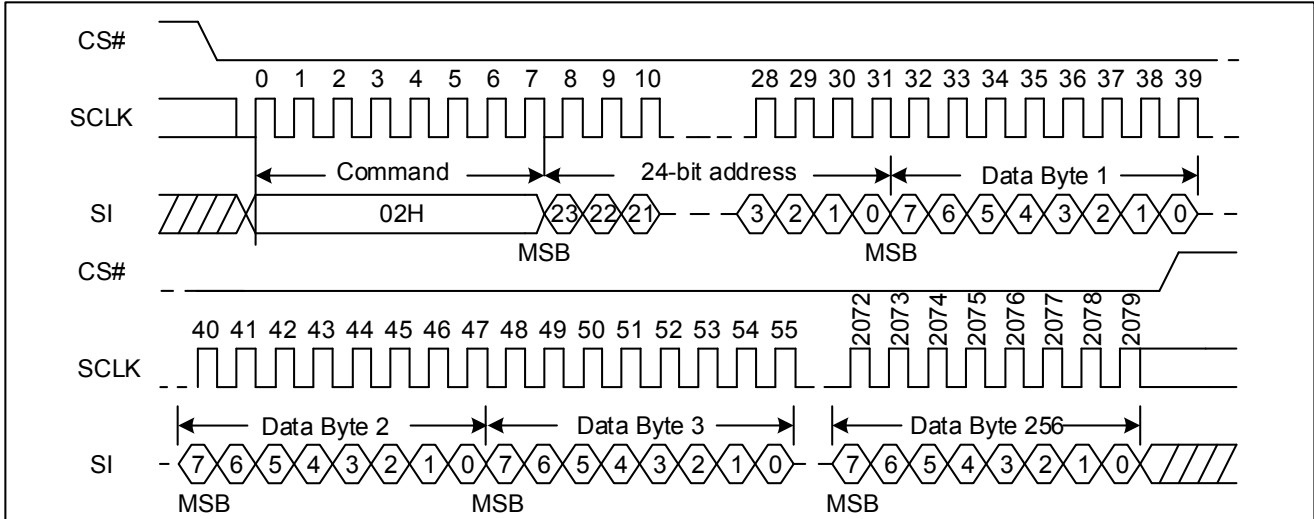 CS#
0 1 2 3 4 5 6 7 8 9 10 28 29 30 31 32 33 34 35 36 37 38 39
SCLK
Command 24-bit address Data Byte 1
SI 02H 23 22 21 3 2 1 0 7 6 5 4 3 2 1 0
MSB MSB
CS#
40 41 42 43 44 45 46 47 48 49 50 51 52 53 54 55 2072 2073 2074 2075 2076 2077 2078 2079
SCLK
Data Byte 2 Data Byte 3 Data Byte 256
SI 7 6 5 4 3 2 1 0 7 6 5 4 3 2 1 0 7 6 5 4 3 2 1 0
MSB MSB MSB